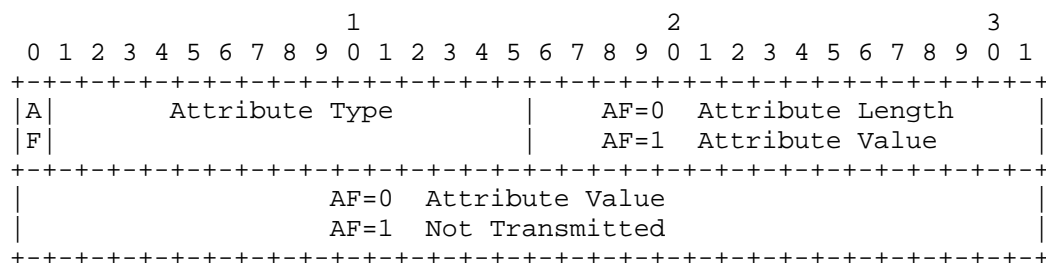 1                   2                   3
 0 1 2 3 4 5 6 7 8 9 0 1 2 3 4 5 6 7 8 9 0 1 2 3 4 5 6 7 8 9 0 1
+-+-+-+-+-+-+-+-+-+-+-+-+-+-+-+-+-+-+-+-+-+-+-+-+-+-+-+-+-+-+-+-+
|A|       Attribute Type        |    AF=0  Attribute Length     |
|F|                             |    AF=1  Attribute Value      |
+-+-+-+-+-+-+-+-+-+-+-+-+-+-+-+-+-+-+-+-+-+-+-+-+-+-+-+-+-+-+-+-+
|                   AF=0  Attribute Value                       |
|                   AF=1  Not Transmitted                       |
+-+-+-+-+-+-+-+-+-+-+-+-+-+-+-+-+-+-+-+-+-+-+-+-+-+-+-+-+-+-+-+-+